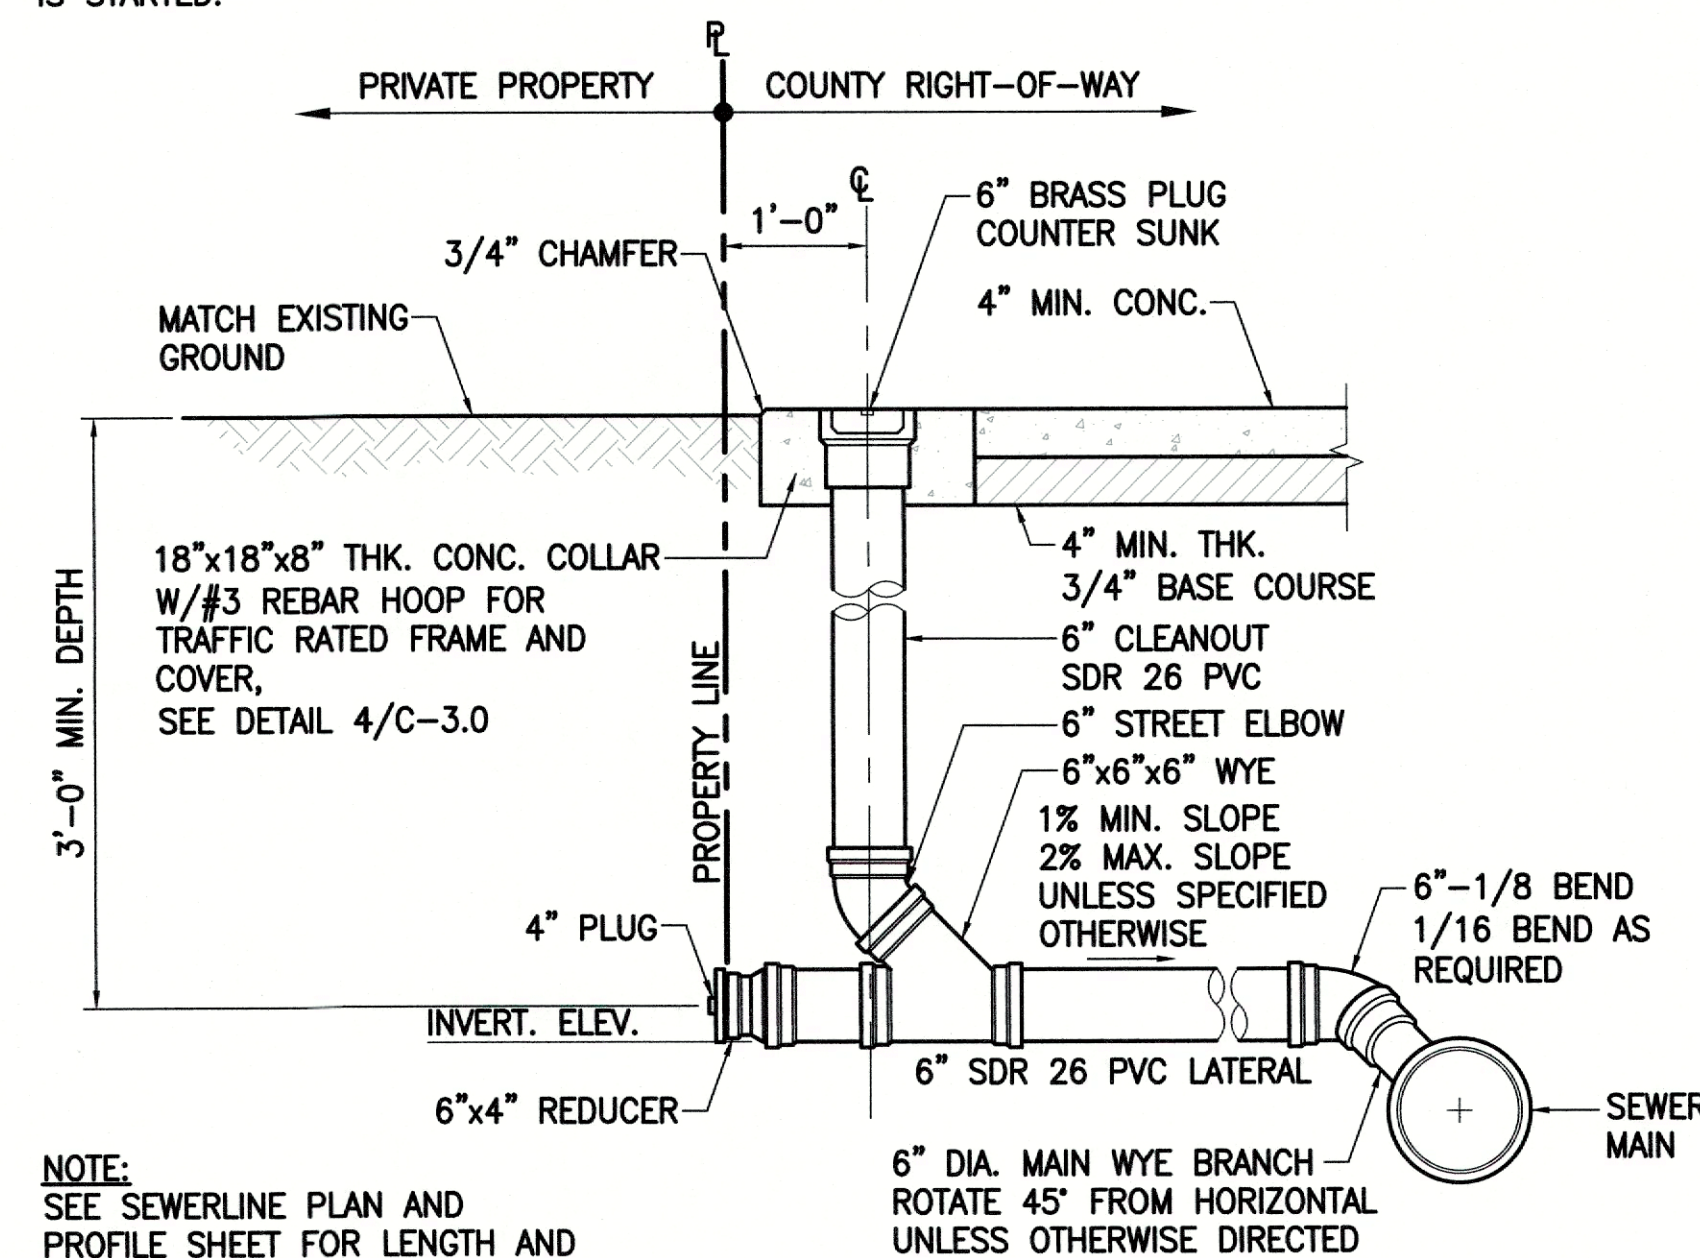 IS STARTED.
PL
PRIVATE PROPERTY
COUNTY RIGHT-OF-WAY
CL
1'-0"
6" BRASS PLUG
COUNTER SUNK
3/4" CHAMFER
4" MIN. CONC.
MATCH EXISTING
GROUND
18"x18"x8" THK. CONC. COLLAR
W/#3 REBAR HOOP FOR
TRAFFIC RATED FRAME AND
COVER,
SEE DETAIL 4/C-3.0
4" MIN. THK.
3/4" BASE COURSE
6" CLEANOUT
SDR 26 PVC
6" STREET ELBOW
6"x6"x6" WYE
1% MIN. SLOPE
2% MAX. SLOPE
UNLESS SPECIFIED
OTHERWISE
3'-0" MIN. DEPTH
PROPERTY LINE
6"-1/8 BEND
1/16 BEND AS
REQUIRED
4" PLUG
INVERT. ELEV.
6" SDR 26 PVC LATERAL
6"x4" REDUCER
SEWER
MAIN
6" DIA. MAIN WYE BRANCH
ROTATE 45° FROM HORIZONTAL
UNLESS OTHERWISE DIRECTED
NOTE:
SEE SEWERLINE PLAN AND
PROFILE SHEET FOR LENGTH AND